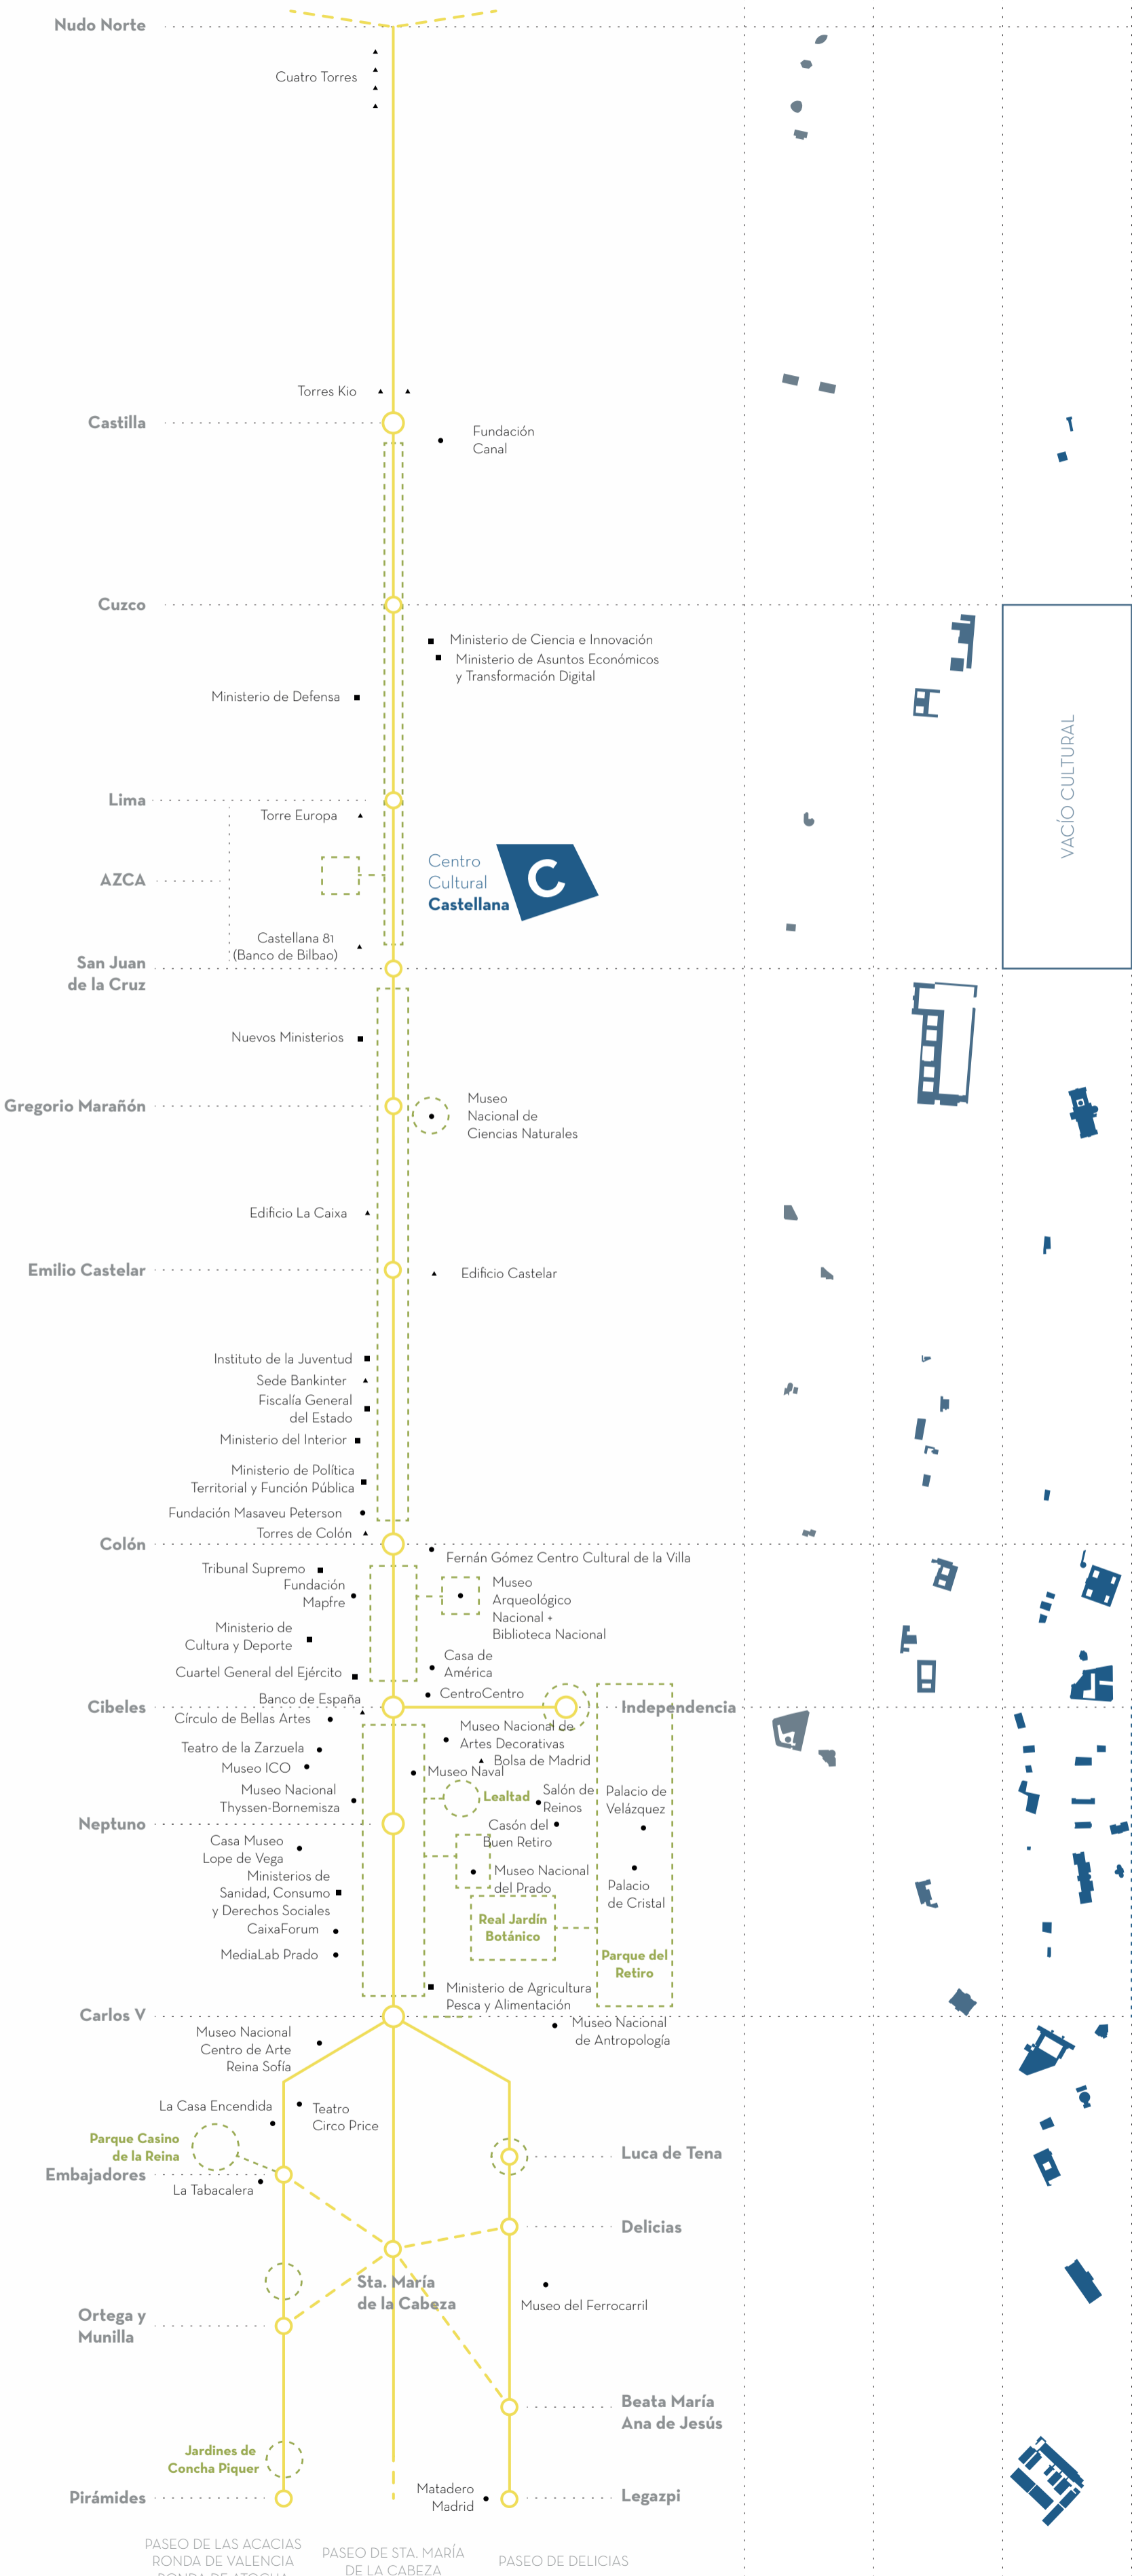 Nudo Norte
Cuatro Torres
Torres Kio
Castilla
Fundación
Canal
Cuzco
Ministerio de Ciencia e Innovación
Ministerio de Asuntos Económicos
y Transformación Digital
Ministerio de Defensa
VACÍO CULTURAL
Lima
Torre Europa
AZCA
Centro
Cultural
Castellana
C
Castellana 81
(Banco de Bilbao)
San Juan
de la Cruz
Nuevos Ministerios
Gregorio Marañón
Museo
Nacional de
Ciencias Naturales
Edificio La Caixa
Emilio Castelar
Edificio Castelar
Instituto de la Juventud
Sede Bankinter
Fiscalía General
del Estado
Ministerio del Interior
Ministerio de Política
Territorial y Función Pública
Fundación Masaveu Peterson
Torres de Colón
Colón
Fernán Gómez Centro Cultural de la Villa
Tribunal Supremo
Fundación
Mapfre
Museo
Arqueológico
Nacional +
Biblioteca Nacional
Ministerio de
Cultura y Deporte
Casa de
América
Cuartel General del Ejército
CentroCentro
Banco de España
Cibeles
Independencia
Círculo de Bellas Artes
Museo Nacional de
Artes Decorativas
Teatro de la Zarzuela
Bolsa de Madrid
Museo ICO
Museo Naval
Museo Nacional
Thyssen-Bornemisza
Lealtad
Salón de
Reinos
Palacio de
Velázquez
Neptuno
Casón del
Buen Retiro
Casa Museo
Lope de Vega
Museo Nacional
del Prado
Palacio
de Cristal
Ministerios de
Sanidad, Consumo
y Derechos Sociales
CaixaForum
Real Jardín
Botánico
MediaLab Prado
Parque del
Retiro
Ministerio de Agricultura
Pesca y Alimentación
Carlos V
Museo Nacional
de Antropología
Museo Nacional
Centro de Arte
Reina Sofía
La Casa Encendida
Teatro
Circo Price
Parque Casino
de la Reina
Luca de Tena
Embajadores
La Tabacalera
Delicias
Sta. María
de la Cabeza
Museo del Ferrocarril
Ortega y
Munilla
Beata María
Ana de Jesús
Jardines de
Concha Piquer
Matadero
Madrid
Pirámides
Legazpi
PASEO DE LAS ACACIAS
RONDA DE VALENCIA
RONDA DE ATOCHA
PASEO DE STA. MARÍA
DE LA CABEZA
PASEO DE DELICIAS